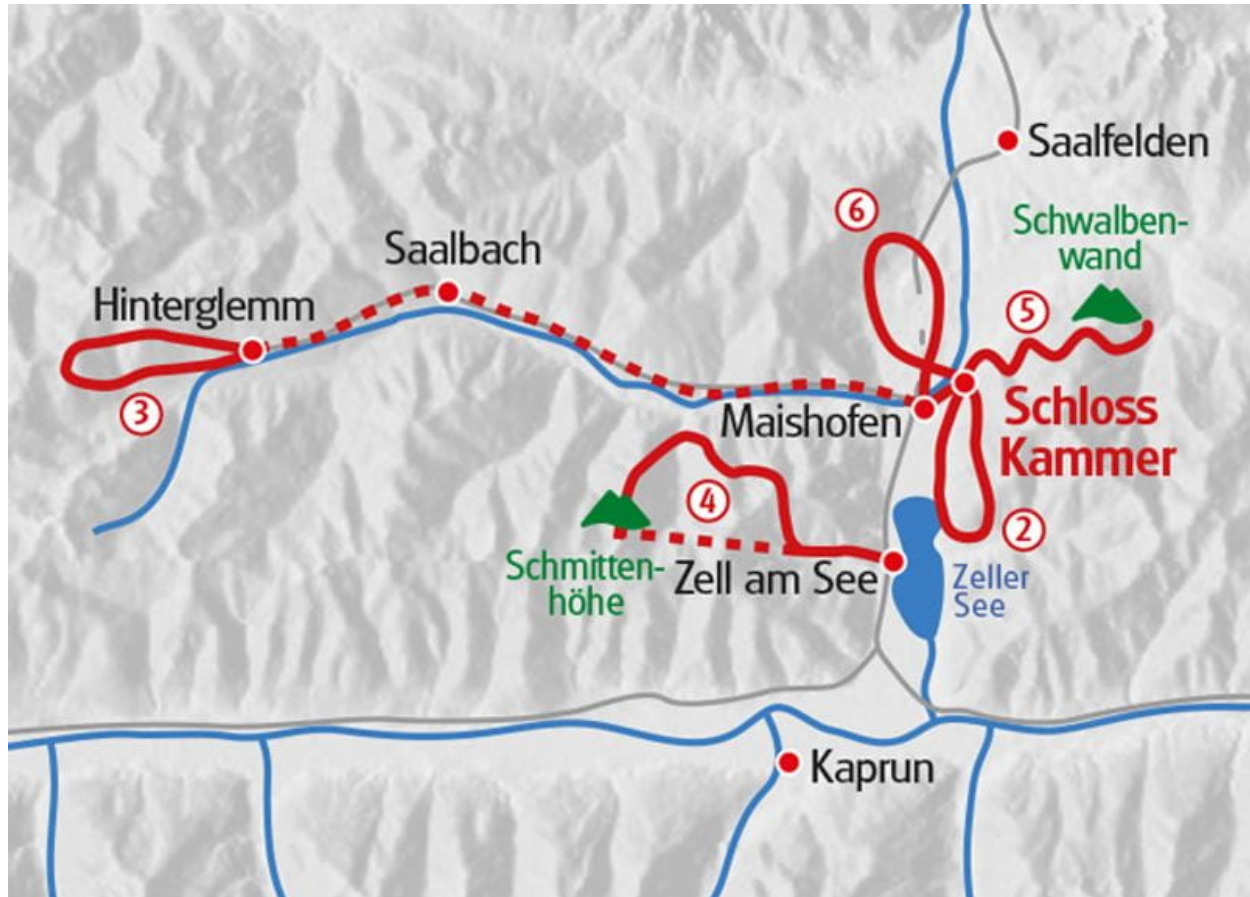 Saalfelden
6
Schwalben-
wand
Saalbach
Hinterglemm
5
3
Maishofen
Schloss
Kammer
4
2
Schmitten-
höhe
Zell am See
Zeller
See
Kaprun